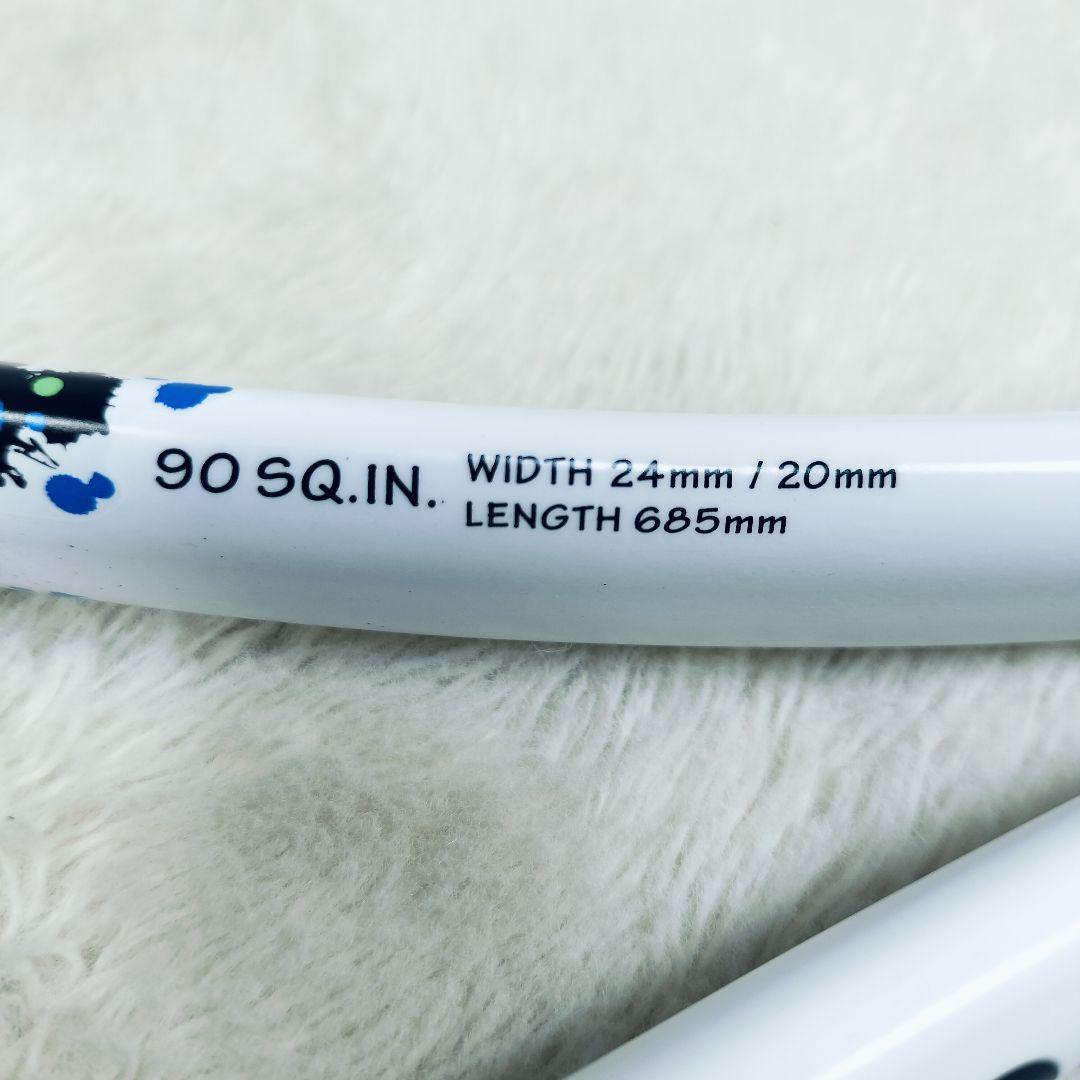 90 SQ.IN.
WIDTH 24mm / 20mm
LENGTH 685mm